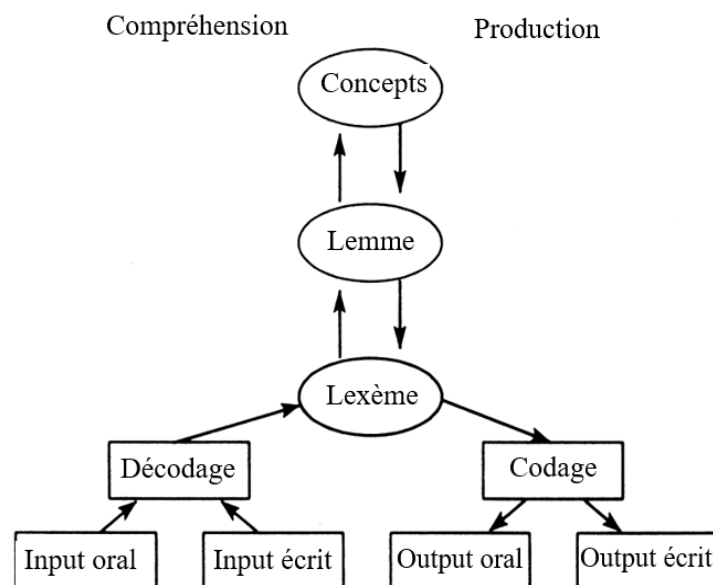 Compréhension
Production
Concepts
Lemme
Lexème
Décodage
Codage
Input oral
Input écrit
Output oral
Output écrit